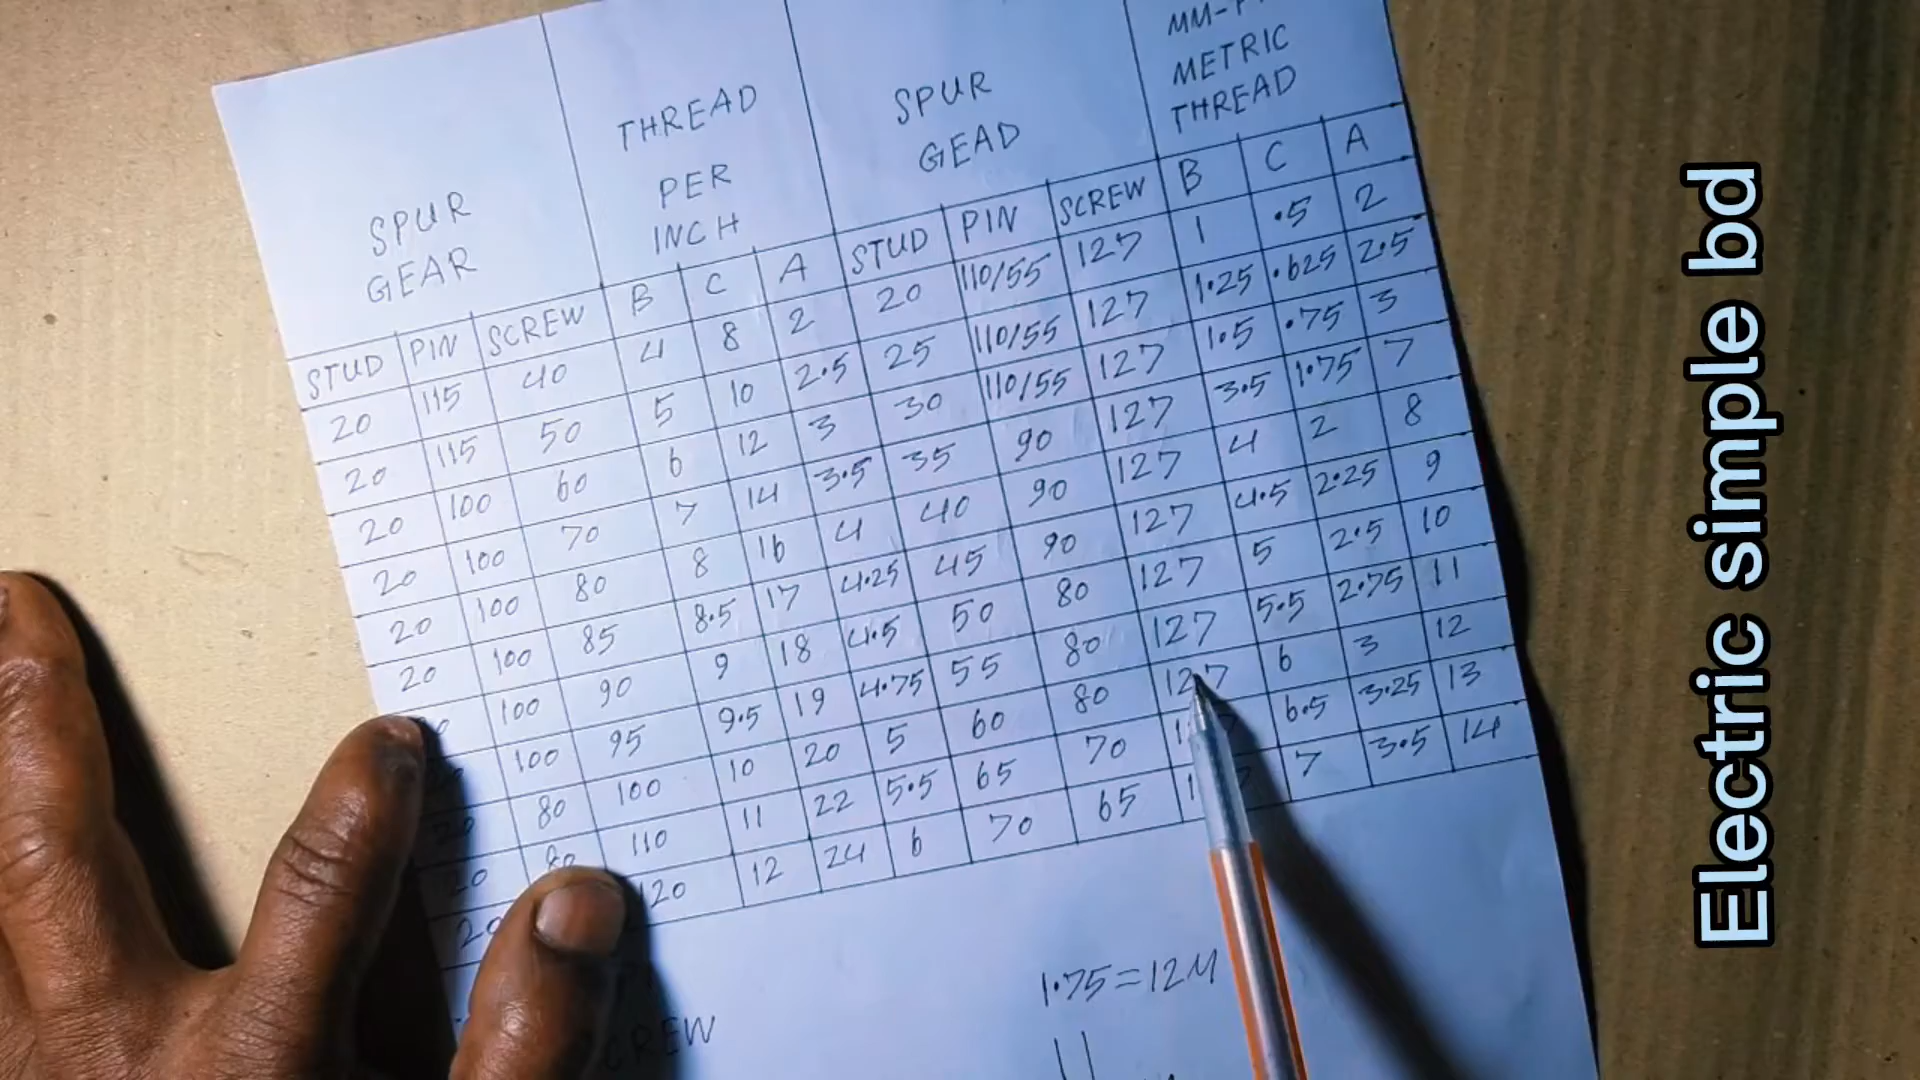 SPUR
GEAR
THREAD
PER
INCH
SPUR
GEAD
METRIC
THREAD
STUD PIN SCREW B C A STUD PIN SCREW B C A
20 115 40 4 8 2 20 110/55 127 1 .5 2
20 115 50 5 10 2.5 25 110/55 127 1.25 .625 2.5
20 100 60 6 12 3 30 110/55 127 1.5 .75 3
20 100 70 7 14 3.5 35 90 127 3.5 1.75 7
20 100 80 8 16 4 40 90 127 4 2 8
20 100 85 8.5 17 4.25 45 90 127 4.5 2.25 9
100 90 9 18 4.5 50 80 127 5 2.5 10
20 100 95 9.5 19 4.75 55 80 127 5.5 2.75 11
20 80 100 10 20 5 60 80 127 6 3 12
20 80 110 11 22 5.5 65 70 6.5 3.25 13
20 120 12 24 6 70 65 7 3.5 14
1.75=12M
Electric simple bd